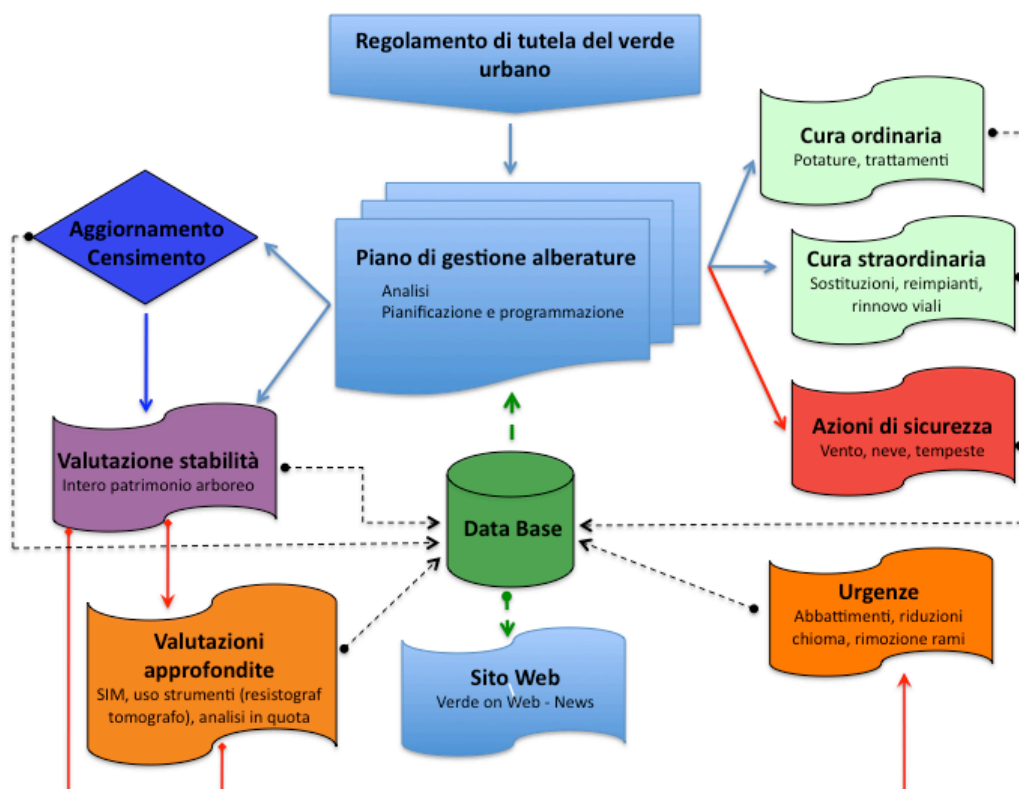 Regolamento di tutela del verde
urbano
Cura ordinaria
Potature, trattamenti
Aggiornamento
Censimento
Piano di gestione alberature
Analisi
Pianificazione e programmazione
Cura straordinaria
Sostituzioni, reimpianti,
rinnovo viali
Azioni di sicurezza
Vento, neve, tempeste
Valutazione stabilità
Intero patrimonio arboreo
Data Base
Urgenze
Abbattimenti, riduzioni
chioma, rimozione rami
Valutazioni
approfondite
SIM, uso strumenti (resistograf
tomografo), analisi in quota
Sito Web
Verde on Web - News